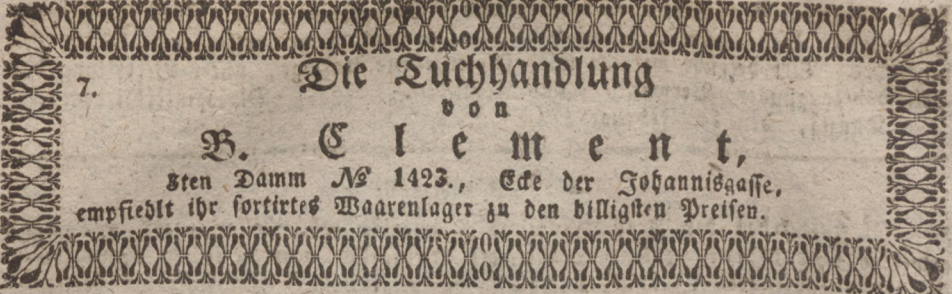 7. Die Tuchhandlung
von
B. Clement,
3ten Damm № 1423., Ecke der Johannisgasse,
empfiehlt ihr sortirtes Waarenlager zu den billigsten Preisen.